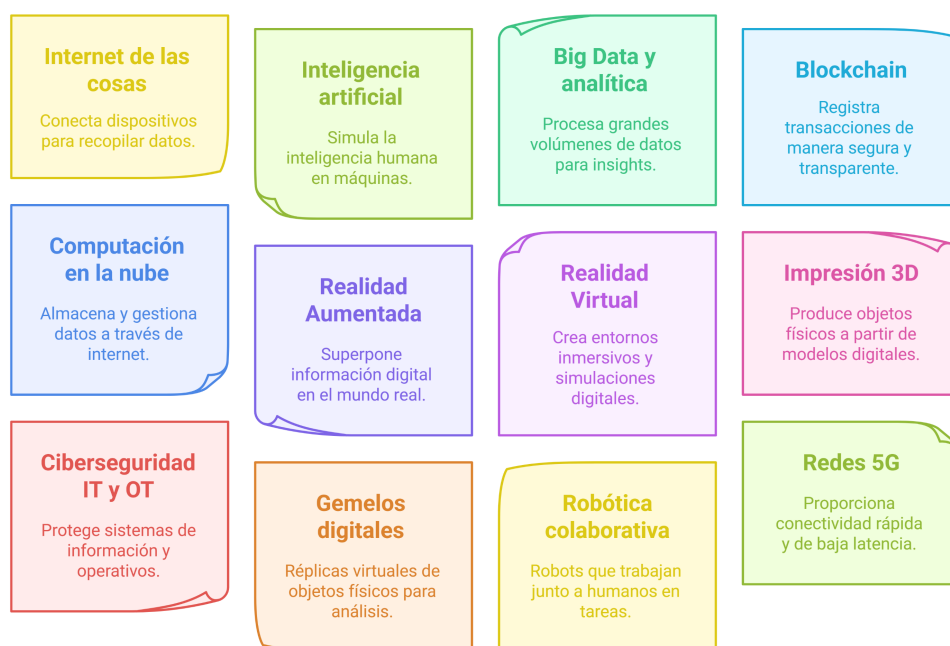 Internet de las
cosas
Conecta dispositivos
para recopilar datos.
Inteligencia
artificial
Simula la
inteligencia humana
en máquinas.
Big Data y
analítica
Procesa grandes
volúmenes de datos
para insights.
Blockchain
Registra
transacciones de
manera segura y
transparente.
Computación
en la nube
Almacena y gestiona
datos a través de
internet.
Realidad
Aumentada
Superpone
información digital
en el mundo real.
Realidad
Virtual
Crea entornos
inmersivos y
simulaciones
digitales.
Impresión 3D
Produce objetos
físicos a partir de
modelos digitales.
Ciberseguridad
IT y OT
Protege sistemas de
información y
operativos.
Gemelos
digitales
Réplicas virtuales de
objetos físicos para
análisis.
Robótica
colaborativa
Robots que trabajan
junto a humanos en
tareas.
Redes 5G
Proporciona
conectividad rápida
y de baja latencia.